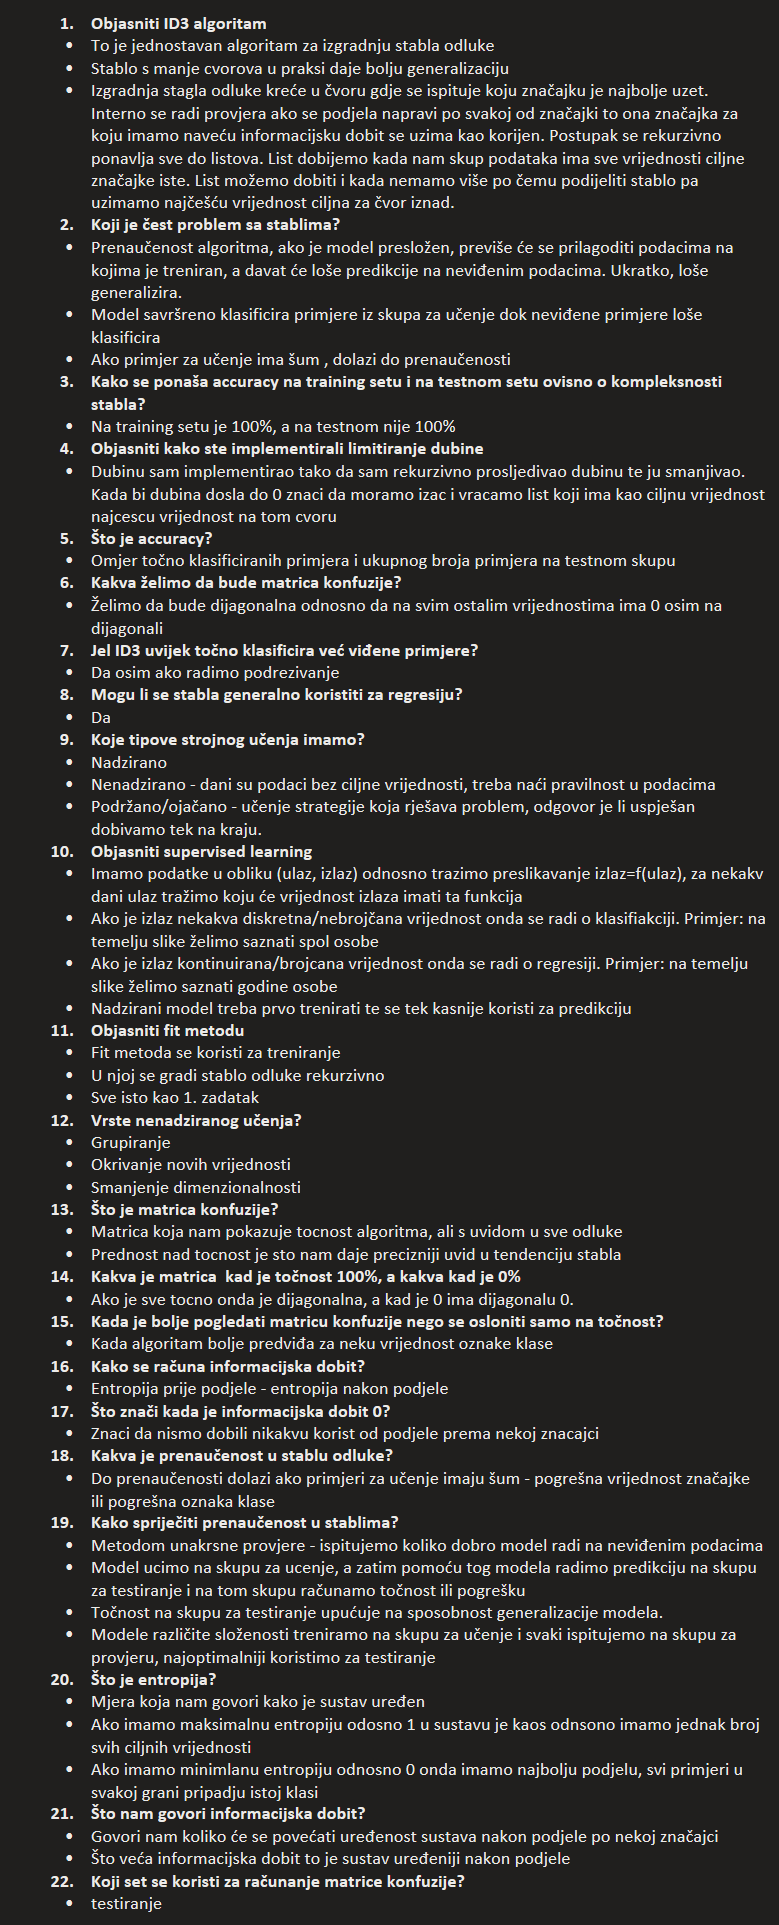 1. Objasniti ID3 algoritam
• To je jednostavan algoritam za izgradnju stabla odluke
• Stablo s manje cvorova u praksi daje bolju generalizaciju
• Izgradnja stagla odluke kreće u čvoru gdje se ispituje koju značajku je najbolje uzet.
Interno se radi provjera ako se podjela napravi po svakoj od značajki to ona značajka za
koju imamo naveću informacijsku dobit se uzima kao korijen. Postupak se rekurzivno
ponavlja sve do listova. List dobijemo kada nam skup podataka ima sve vrijednosti ciljne
značajke iste. List možemo dobiti i kada nemamo više po čemu podijeliti stablo pa
uzimamo najčešću vrijednost ciljna za čvor iznad.
2. Koji je čest problem sa stablima?
• Prenaučenost algoritma, ako je model presložen, previše će se prilagoditi podacima na
kojima je treniran, a davat će loše predikcije na neviđenim podacima. Ukratko, loše
generalizira.
• Model savršreno klasificira primjere iz skupa za učenje dok neviđene primjere loše
klasificira
• Ako primjer za učenje ima šum , dolazi do prenaučenosti
3. Kako se ponaša accuracy na training setu i na testnom setu ovisno o kompleksnosti
stabla?
• Na training setu je 100%, a na testnom nije 100%
4. Objasniti kako ste implementirali limitiranje dubine
• Dubinu sam implementirao tako da sam rekurzivno prosljedivao dubinu te ju smanjivao.
Kada bi dubina dosla do 0 znaci da moramo izac i vracamo list koji ima kao ciljnu vrijednost
najcescu vrijednost na tom cvoru
5. Što je accuracy?
• Omjer točno klasificiranih primjera i ukupnog broja primjera na testnom skupu
6. Kakva želimo da bude matrica konfuzije?
• Želimo da bude dijagonalna odnosno da na svim ostalim vrijednostima ima 0 osim na
dijagonali
7. Jel ID3 uvijek točno klasificira već viđene primjere?
• Da osim ako radimo podrezivanje
8. Mogu li se stabla generalno koristiti za regresiju?
• Da
9. Koje tipove strojnog učenja imamo?
• Nadzirano
• Nenadzirano - dani su podaci bez ciljne vrijednosti, treba naći pravilnost u podacima
• Podržano/ojačano - učenje strategije koja rješava problem, odgovor je li uspješan
dobivamo tek na kraju.
10. Objasniti supervised learning
• Imamo podatke u obliku (ulaz, izlaz) odnosno trazimo preslikavanje izlaz=f(ulaz), za nekakv
dani ulaz tražimo koju će vrijednost izlaza imati ta funkcija
• Ako je izlaz nekakva diskretna/nebrojčana vrijednost onda se radi o klasifiakciji. Primjer: na
temelju slike želimo saznati spol osobe
• Ako je izlaz kontinuirana/brojcana vrijednost onda se radi o regresiji. Primjer: na temelju
slike želimo saznati godine osobe
• Nadzirani model treba prvo trenirati te se tek kasnije koristi za predikciju
11. Objasniti fit metodu
• Fit metoda se koristi za treniranje
• U njoj se gradi stablo odluke rekurzivno
• Sve isto kao 1. zadatak
12. Vrste nenadziranog učenja?
• Grupiranje
• Okrivanje novih vrijednosti
• Smanjenje dimenzionalnosti
13. Što je matrica konfuzije?
• Matrica koja nam pokazuje tocnost algoritma, ali s uvidom u sve odluke
• Prednost nad tocnost je sto nam daje precizniji uvid u tendenciju stabla
14. Kakva je matrica kad je točnost 100%, a kakva kad je 0%
• Ako je sve tocno onda je dijagonalna, a kad je 0 ima dijagonalu 0.
15. Kada je bolje pogledati matricu konfuzije nego se osloniti samo na točnost?
• Kada algoritam bolje predviđa za neku vrijednost oznake klase
16. Kako se računa informacijska dobit?
• Entropija prije podjele - entropija nakon podjele
17. Što znači kada je informacijska dobit 0?
• Znaci da nismo dobili nikakvu korist od podjele prema nekoj znacajci
18. Kakva je prenaučenost u stablu odluke?
• Do prenaučenosti dolazi ako primjeri za učenje imaju šum - pogrešna vrijednost značajke
ili pogrešna oznaka klase
19. Kako spriječiti prenaučenost u stablima?
• Metodom unakrsne provjere - ispitujemo koliko dobro model radi na neviđenim podacima
• Model ucimo na skupu za ucenje, a zatim pomoću tog modela radimo predikciju na skupu
za testiranje i na tom skupu računamo točnost ili pogrešku
• Točnost na skupu za testiranje upućuje na sposobnost generalizacije modela.
• Modele različite složenosti treniramo na skupu za učenje i svaki ispitujemo na skupu za
provjeru, najoptimalniji koristimo za testiranje
20. Što je entropija?
• Mjera koja nam govori kako je sustav uređen
• Ako imamo maksimalnu entropiju odosno 1 u sustavu je kaos odnsono imamo jednak broj
svih ciljnih vrijednosti
• Ako imamo minimlanu entropiju odnosno 0 onda imamo najbolju podjelu, svi primjeri u
svakoj grani pripadju istoj klasi
21. Što nam govori informacijska dobit?
• Govori nam koliko će se povećati uređenost sustava nakon podjele po nekoj značajci
• Što veća informacijska dobit to je sustav uređeniji nakon podjele
22. Koji set se koristi za računanje matrice konfuzije?
• testiranje